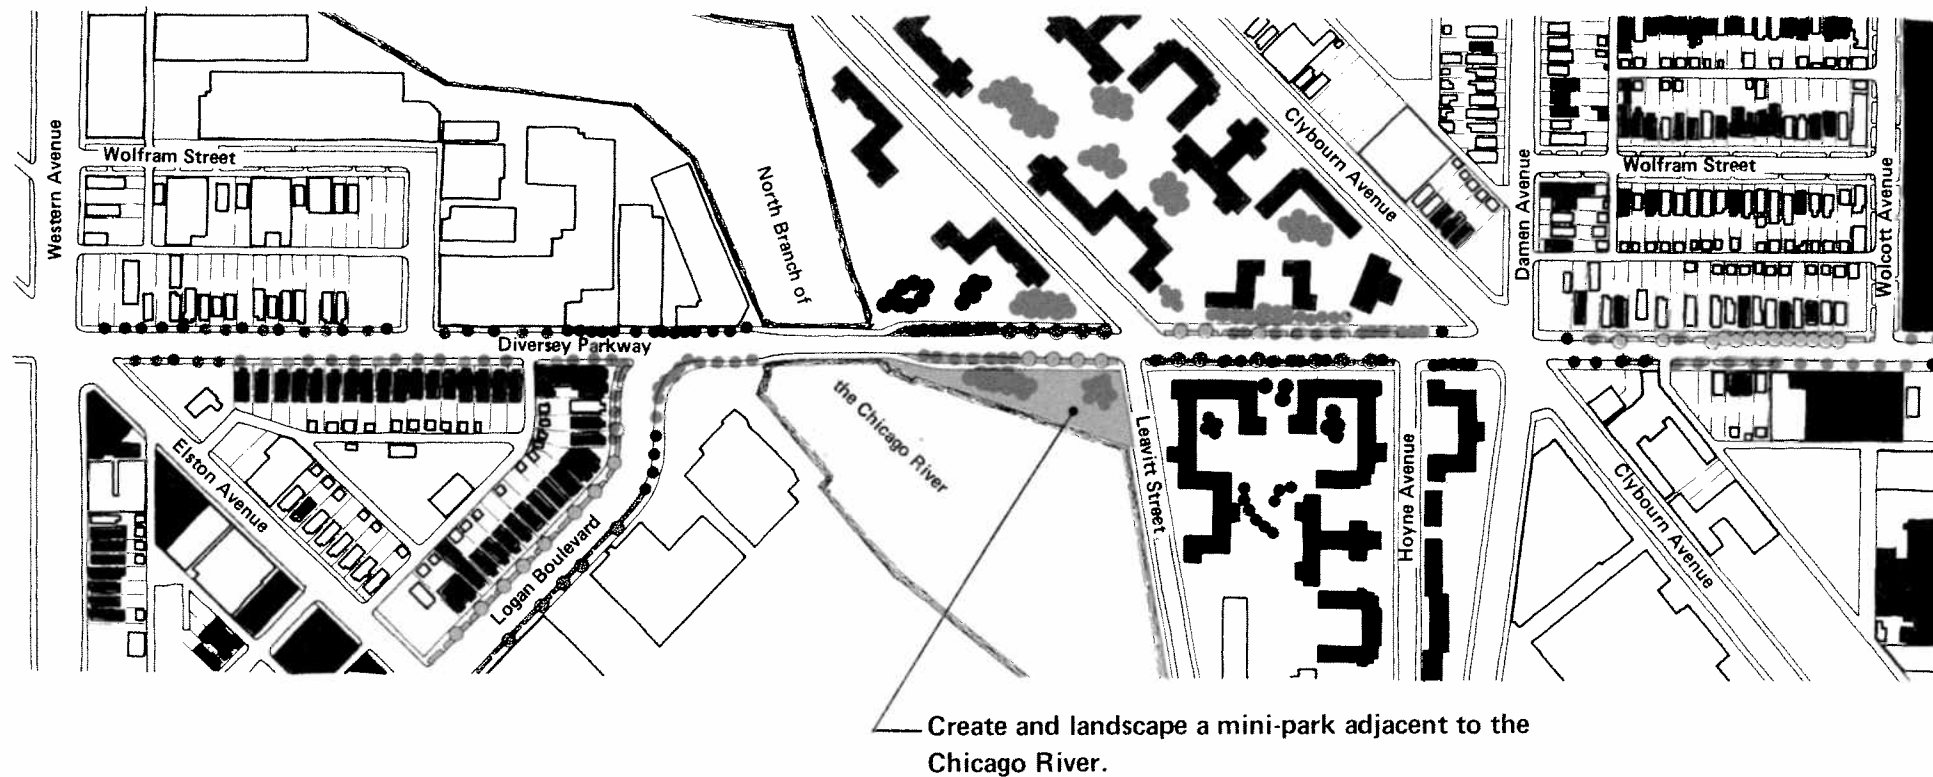 Western Avenue
Wolfram Street
North Branch of
the Chicago River
Diversey Parkway
Elston Avenue
Logan Boulevard
Clybourn Avenue
Damen Avenue
Wolfram Street
Wolcott Avenue
Leavitt Street
Hoyne Avenue
Clybourn Avenue
Create and landscape a mini-park adjacent to the
Chicago River.